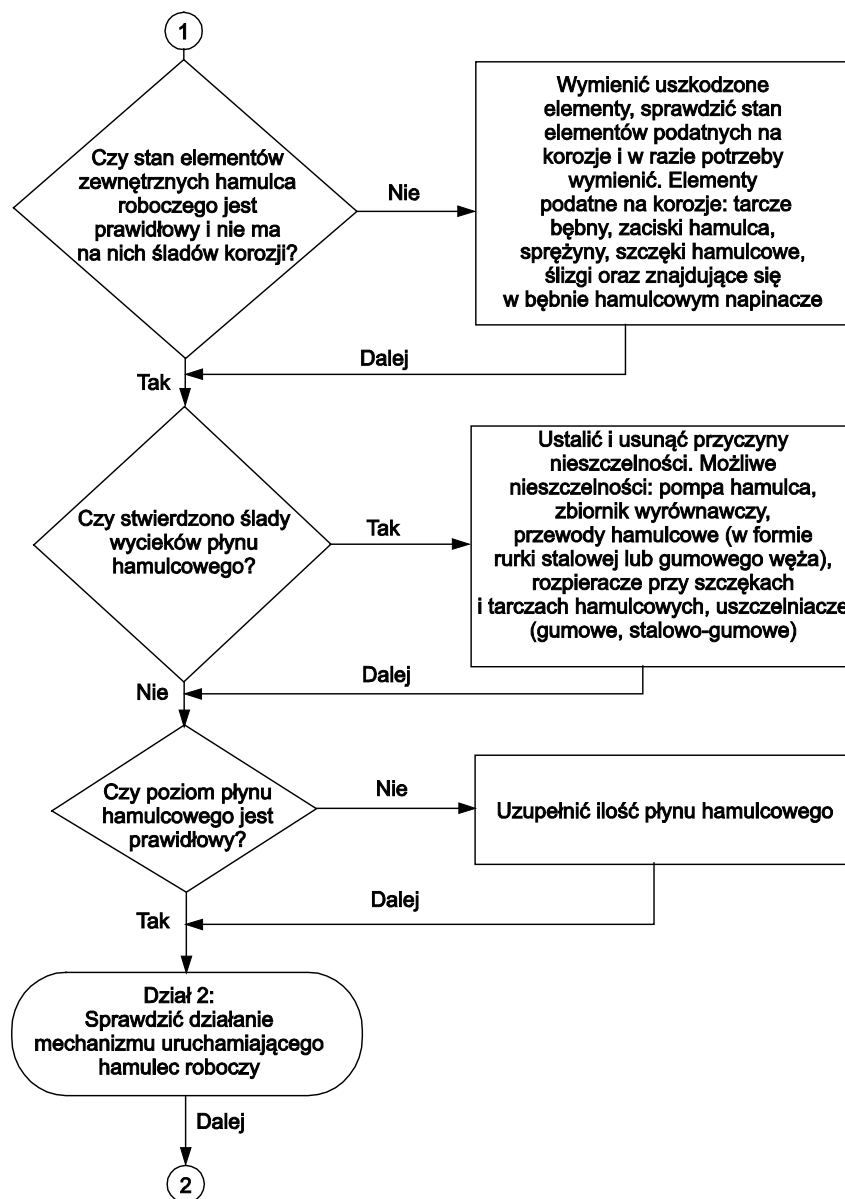 1
Czy stan elementów
zewnętrznych hamulca
roboczego jest
prawidłowy i nie ma
na nich śladów korozji?
Nie
Wymienić uszkodzone
elementy, sprawdzić stan
elementów podatnych na
korozje i w razie potrzeby
wymienić. Elementy
podatne na korozje: tarcze
bębny, zaciski hamulca,
sprężyny, szczęki hamulcowe,
ślizgi oraz znajdujące się
w bębnie hamulcowym napinacze
Dalej
Tak
Czy stwierdzono ślady
wycieków płynu
hamulcowego?
Tak
Ustalić i usunąć przyczyny
nieszczelności. Możliwe
nieszczelności: pompa hamulca,
zbiornik wyrównawczy,
przewody hamulcowe (w formie
rurki stalowej lub gumowego węża),
rozpieracze przy szczękach
i tarczach hamulcowych, uszczelniacze
(gumowe, stalowo-gumowe)
Dalej
Nie
Czy poziom płynu
hamulcowego jest
prawidłowy?
Nie
Uzupełnić ilość płynu hamulcowego
Dalej
Tak
Dział 2:
Sprawdzić działanie
mechanizmu uruchamiającego
hamulec roboczy
Dalej
2